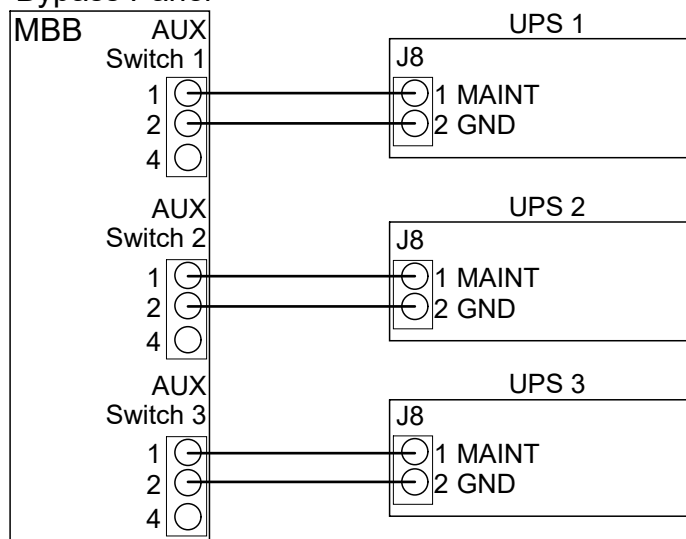 Bypass Panel
MBB AUX UPS 1
Switch 1 J8
1 1 MAINT
2 2 GND
4
AUX UPS 2
Switch 2 J8
1 1 MAINT
2 2 GND
4
AUX UPS 3
Switch 3 J8
1 1 MAINT
2 2 GND
4